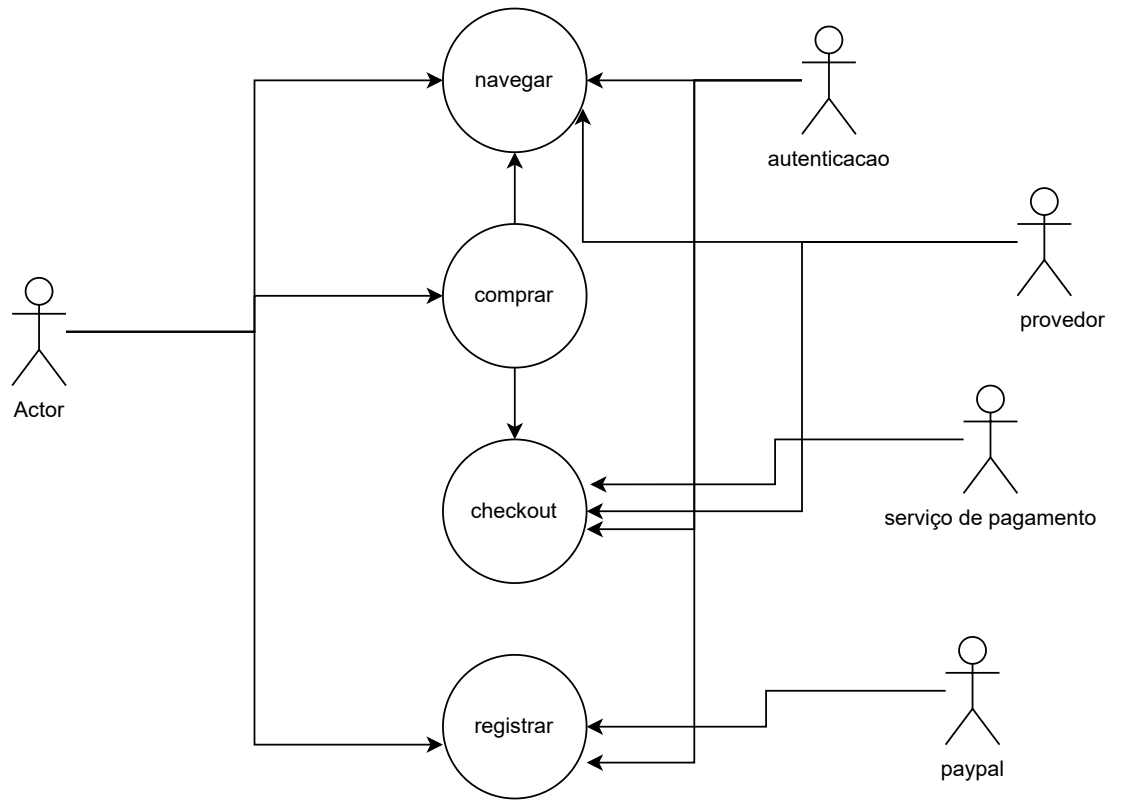 navegar
autenticacao
comprar
provedor
Actor
checkout
serviço de pagamento
registrar
paypal